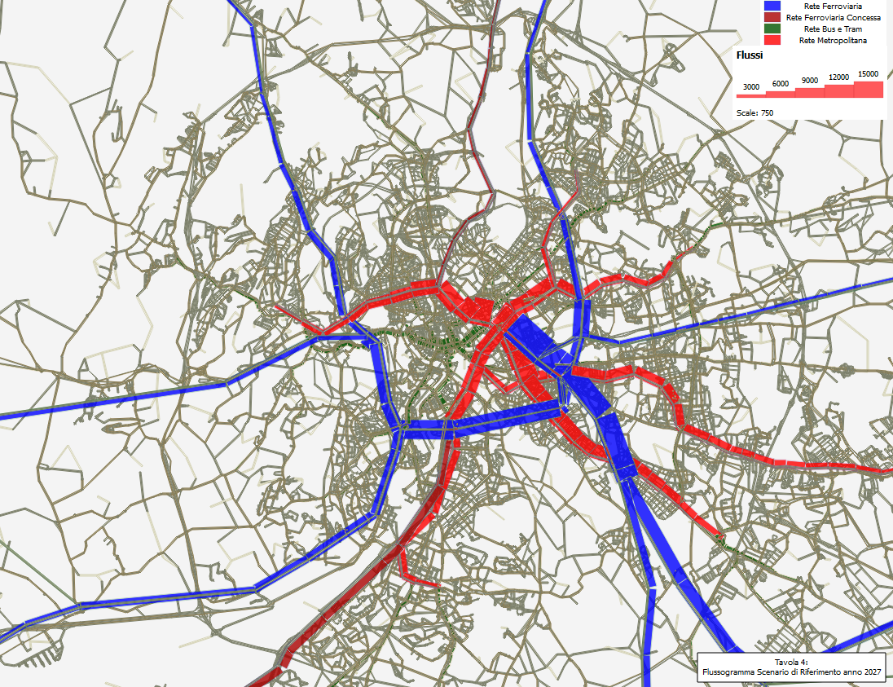 Rete Ferroviaria
Rete Ferroviaria Concessa
Rete Bus e Tram
Rete Metropolitana
Flussi
3000 6000 9000 12000 15000
Scale: 750
Tavola 4:
Flussogramma Scenario di Riferimento anno 2027